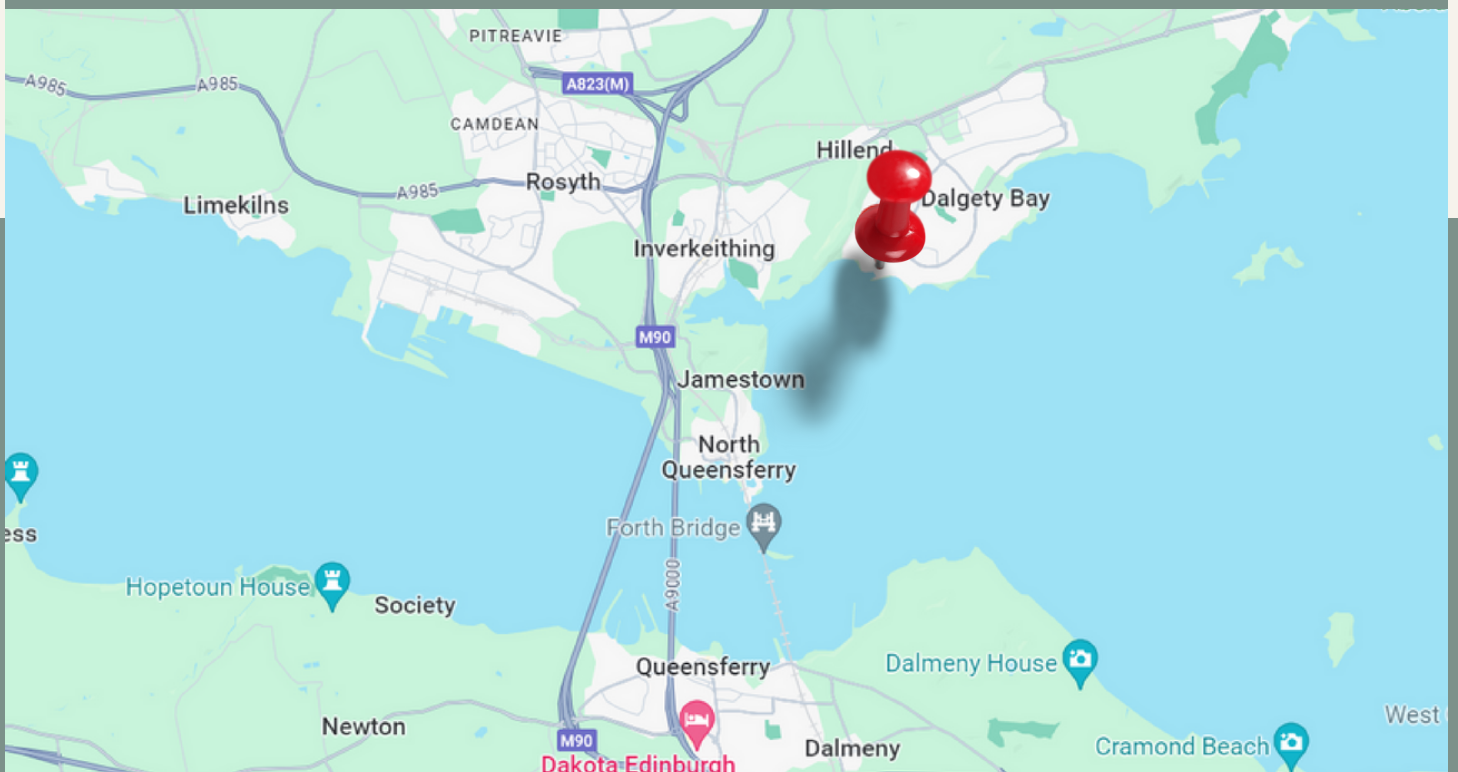 PITREAVIE
A823(M)
A985
A985
CAMDEAN
Hillend
Rosyth
A985
Limekilns
Dalgety Bay
Inverkeithing
M90
Jamestown
North
Queensferry
Forth Bridge
ess
A9000
Hopetoun House
Society
Queensferry
Dalmeny House
West
Newton
M90
Dalmeny
Cramond Beach
Dakota Edinburgh